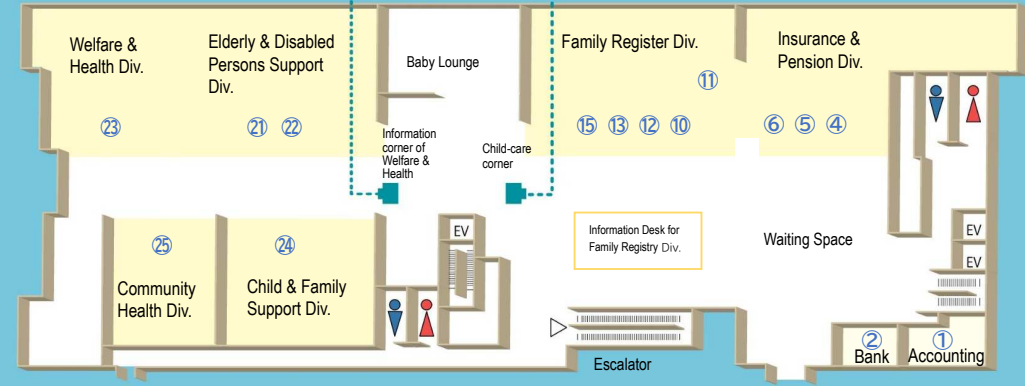 Welfare &
Health Div.
㉓
Elderly & Disabled
Persons Support
Div.
㉑ ㉒
Baby Lounge
Information
corner of
Welfare &
Health
Child-care
corner
Family Register Div.
⑪
⑮ ⑬ ⑫ ⑩
Insurance &
Pension Div.
⑥ ⑤ ④
㉕
Community
Health Div.
㉔
Child & Family
Support Div.
EV
Information Desk for
Family Registry Div.
Waiting Space
EV
EV
Escalator
②
Bank
①
Accounting